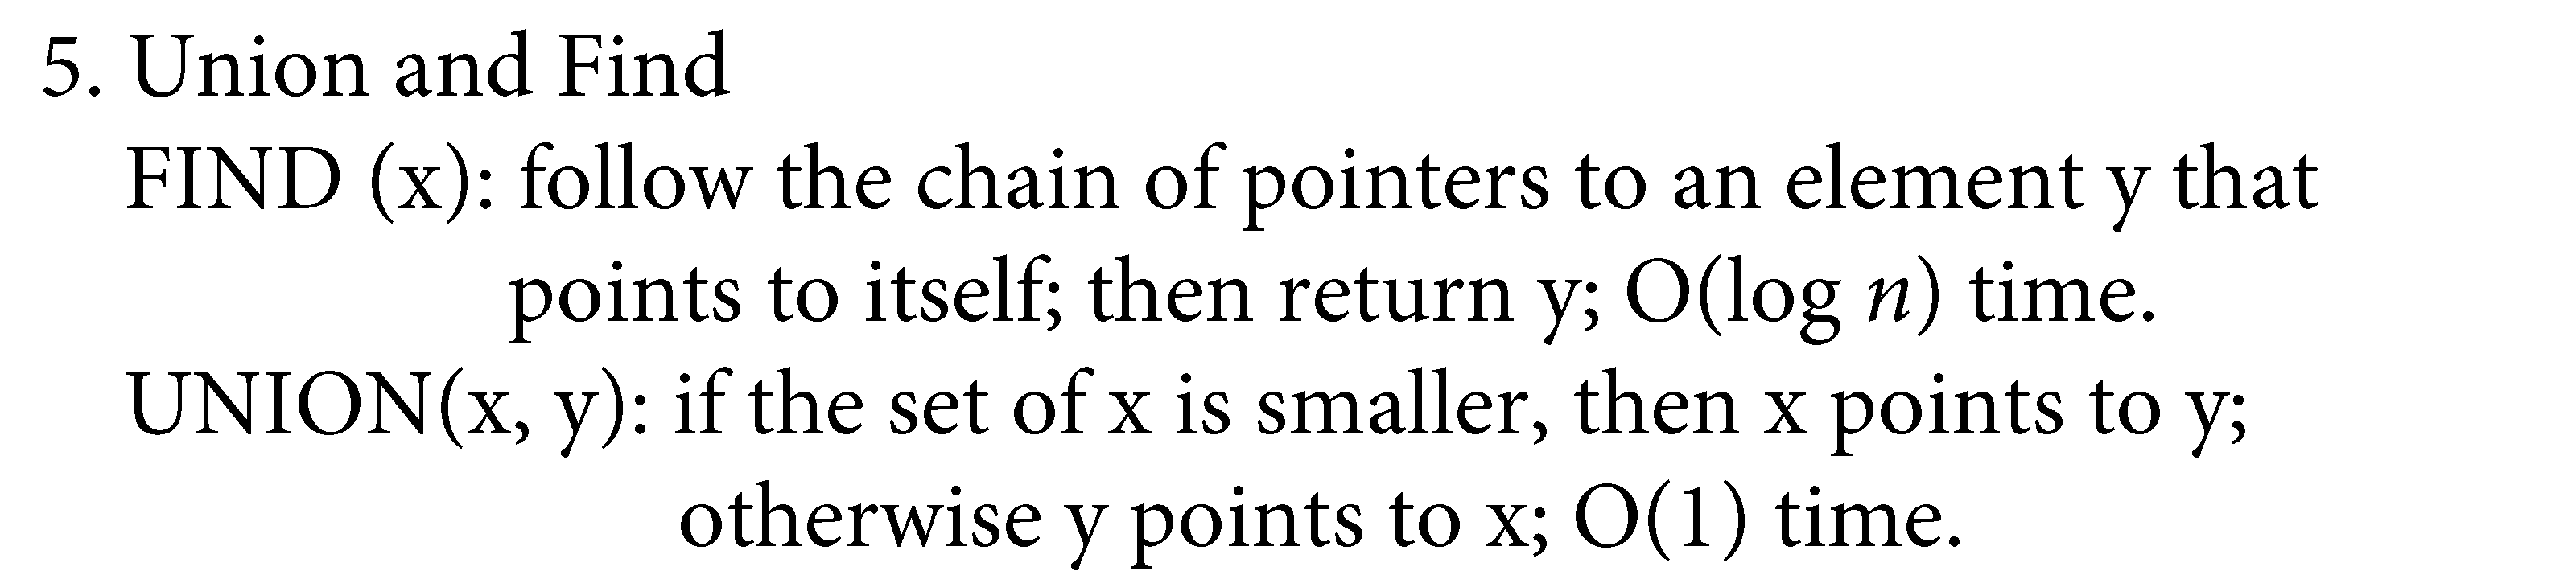 5. Union and Find
FIND (x): follow the chain of pointers to an element y that
points to itself; then return y; O(log n) time.
UNION(x, y): if the set of x is smaller, then x points to y;
otherwise y points to x; O(1) time.